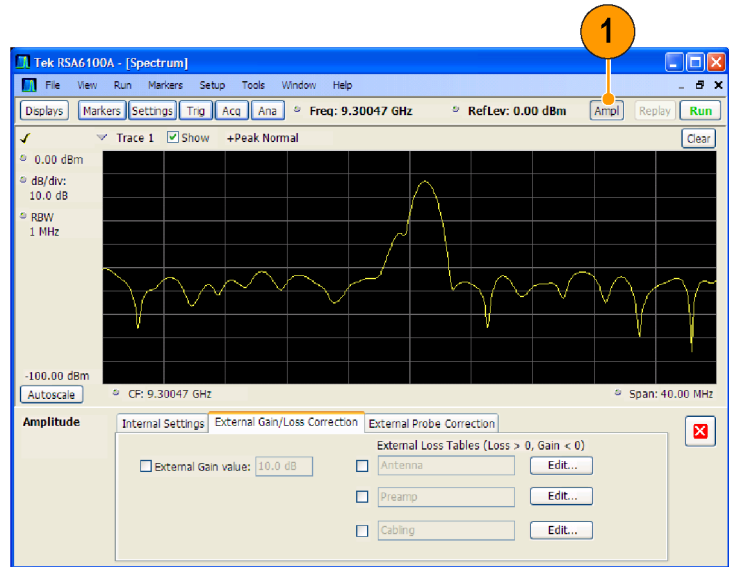 1
Tek RSA6100A - [Spectrum]
File View Run Markers Setup Tools Window Help
Displays Markers Settings Trig Acq Ana Freq: 9.30047 GHz RefLev: 0.00 dBm Ampl Replay Run
Trace 1 Show +Peak Normal Clear
0.00 dBm
dB/div:
10.0 dB
RBW
1 MHz
-100.00 dBm
Autoscale CF: 9.30047 GHz Span: 40.00 MHz
Amplitude Internal Settings External Gain/Loss Correction External Probe Correction
External Loss Tables (Loss > 0, Gain < 0)
External Gain value: 10.0 dB Antenna Edit...
Preamp Edit...
Cabling Edit...